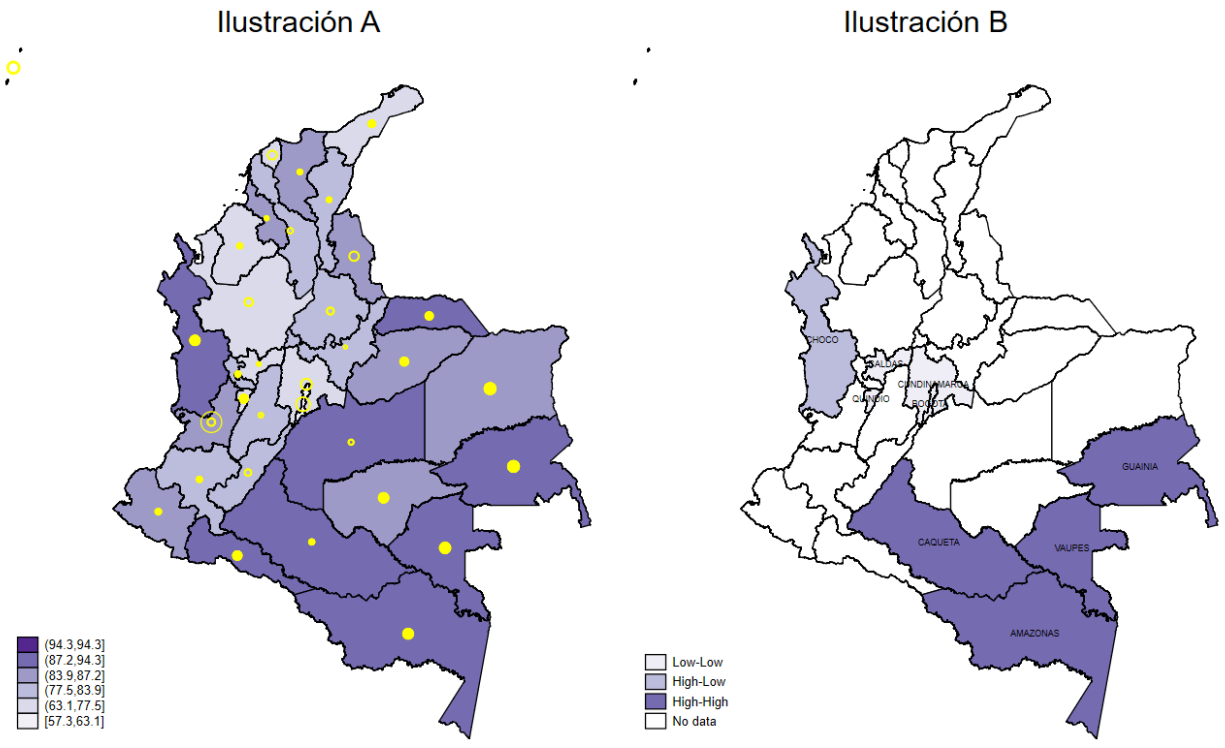 Ilustración A
Ilustración B
CHOCO
CALDAS
CUNDINAMARCA
QUINDIO
BOGOTA
GUAINIA
CAQUETA
VAUPES
AMAZONAS
(94.3,94.3]
(87.2,94.3]
(83.9,87.2]
(77.5,83.9]
(63.1,77.5]
[57.3,63.1]
Low-Low
High-Low
High-High
No data